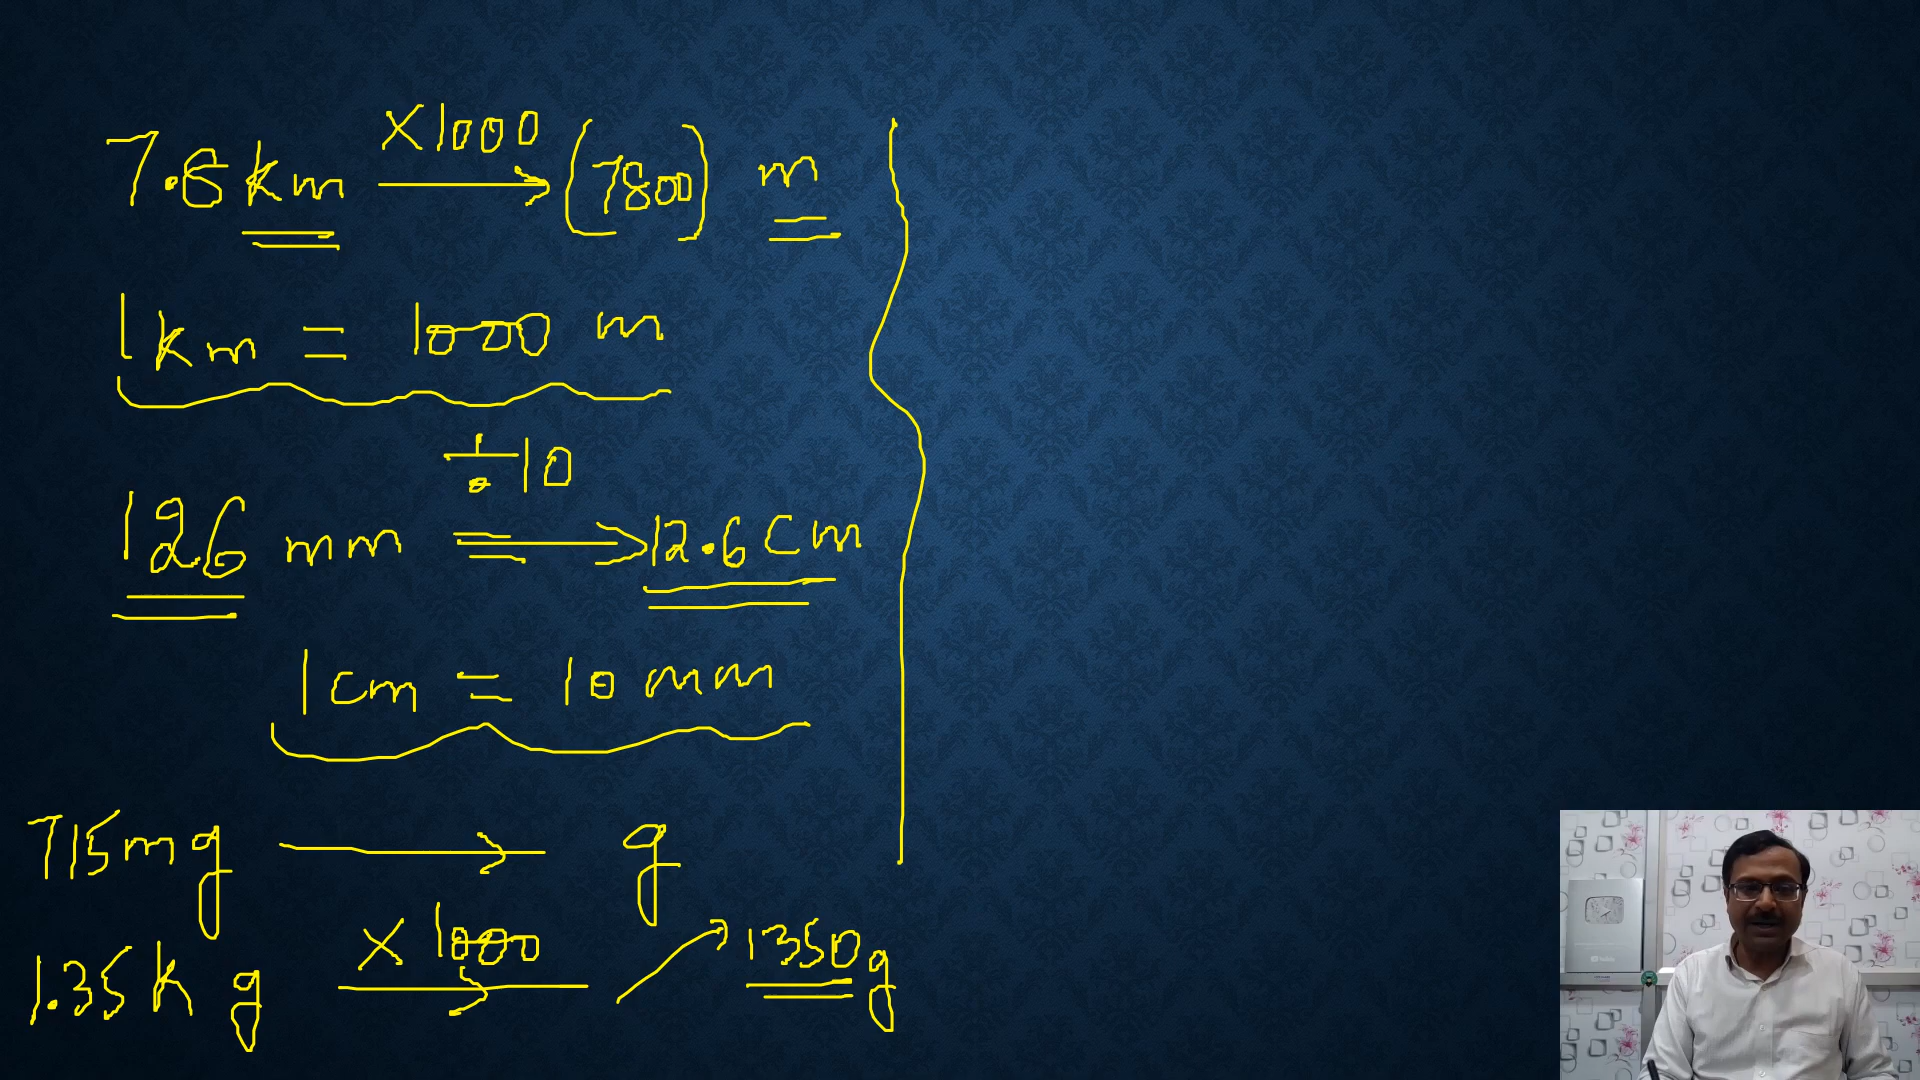 7.8 km ×1000 → (7800) m
1 km = 1000 m
÷10
126 mm ⇒ 12.6 cm
1 cm = 10 mm
715 mg → g
1.35 kg × 1000 → 1350 g